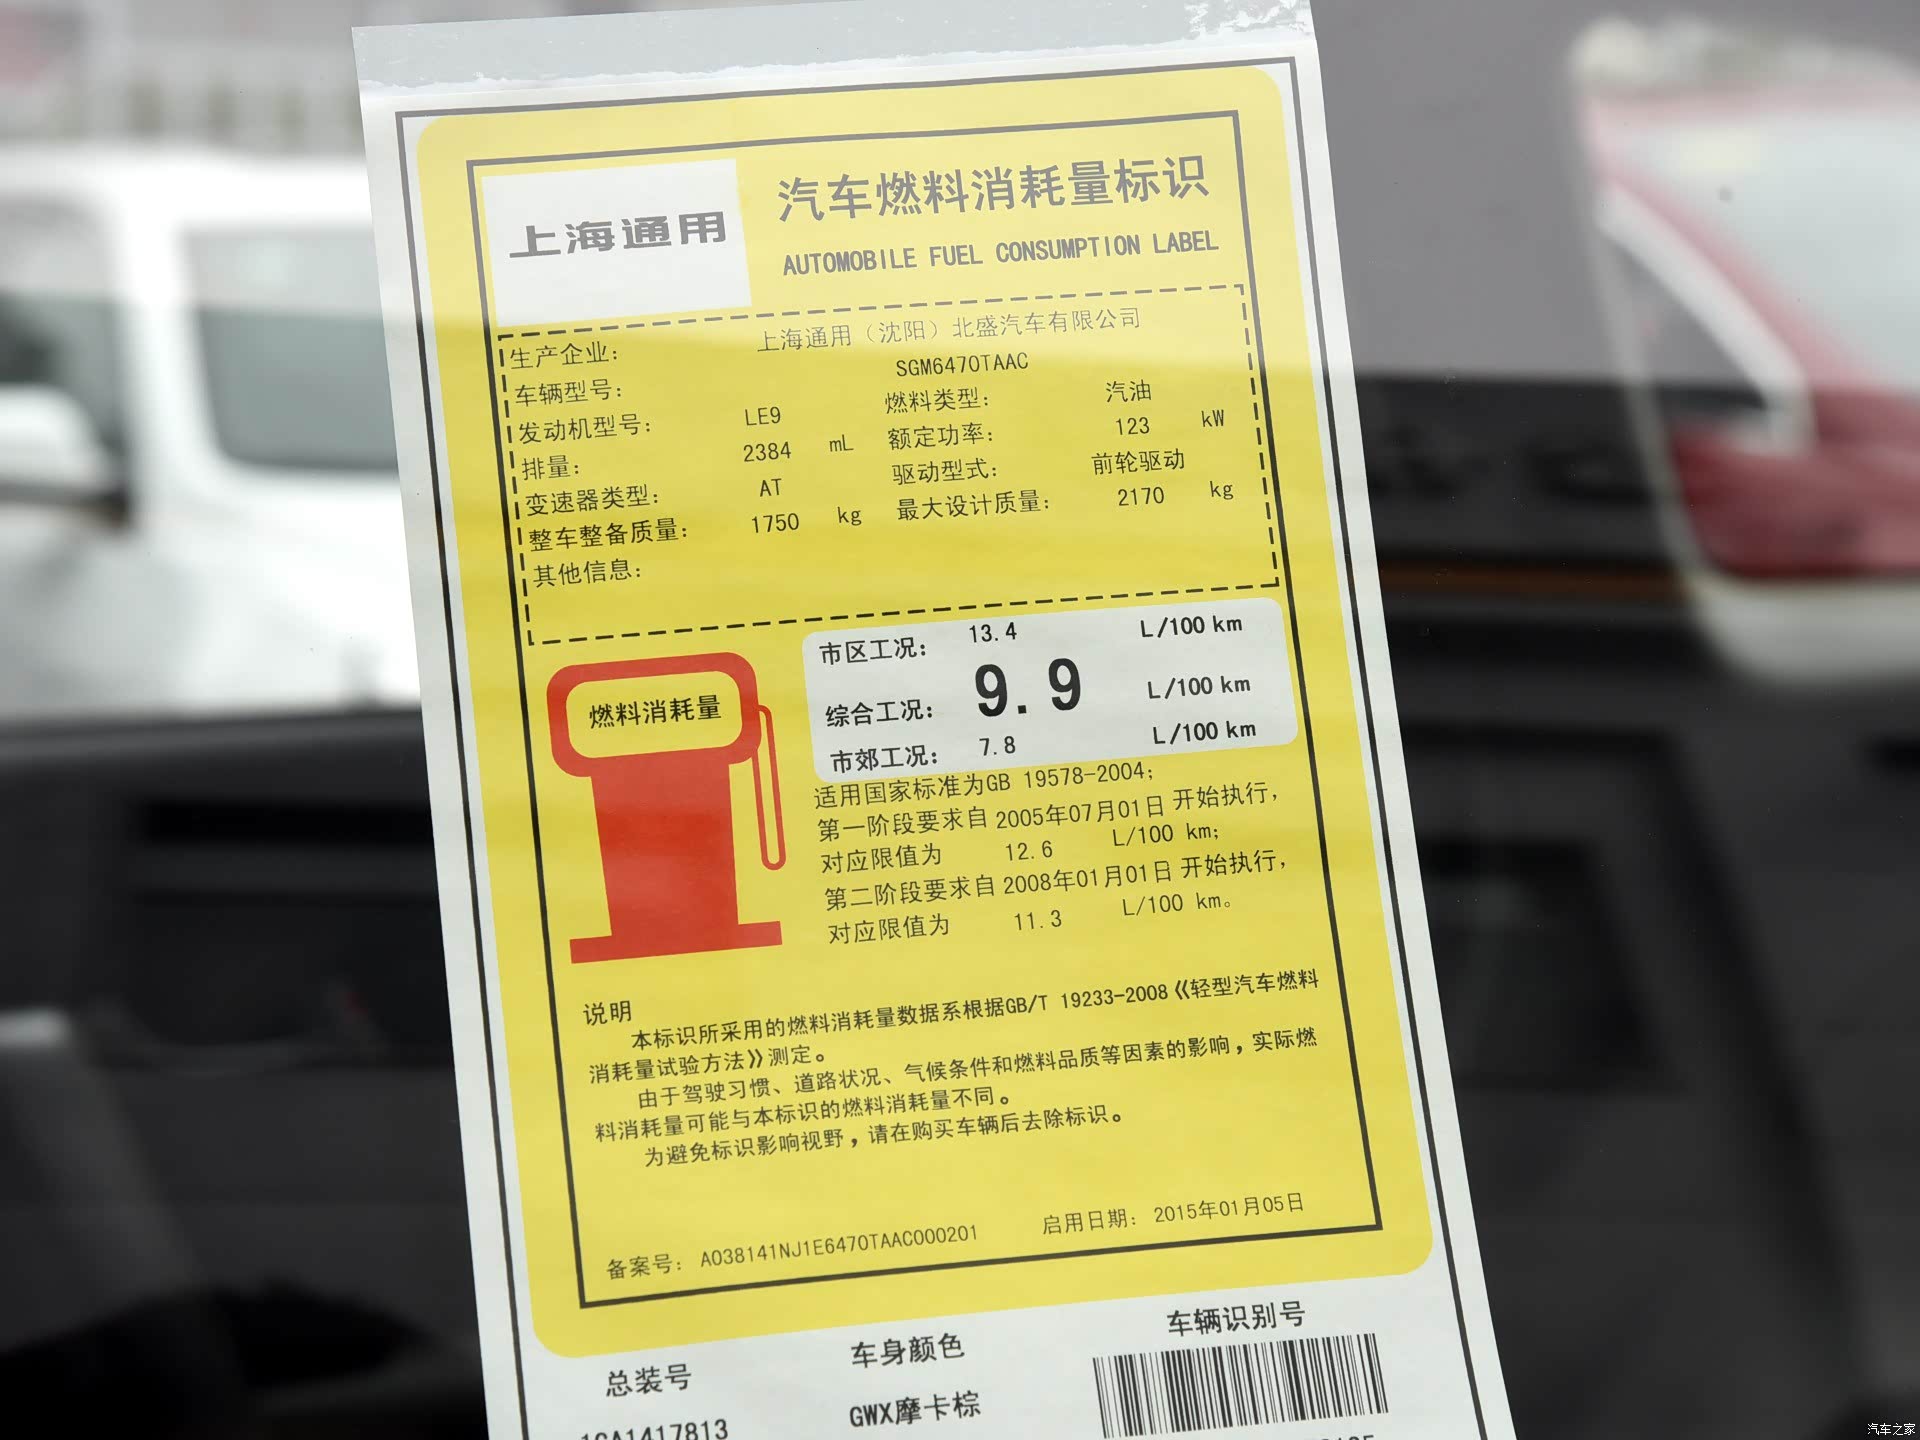 上海通用
汽车燃料消耗量标识
AUTOMOBILE FUEL CONSUMPTION LABEL
生产企业： 上海通用（沈阳）北盛汽车有限公司
车辆型号： SGM6470TAAC
发动机型号： LE9 燃料类型： 汽油
排量： 2384 mL 额定功率： 123 kW
变速器类型： AT 驱动型式： 前轮驱动
整车整备质量： 1750 kg 最大设计质量： 2170 kg
其他信息：
燃料消耗量
市区工况： 13.4 L/100 km
综合工况： 9.9 L/100 km
市郊工况： 7.8 L/100 km
适用国家标准为GB 19578-2004；
第一阶段要求自 2005年07月01日 开始执行，
对应限值为 12.6 L/100 km；
第二阶段要求自 2008年01月01日 开始执行，
对应限值为 11.3 L/100 km。
说明
本标识所采用的燃料消耗量数据系根据GB/T 19233-2008《轻型汽车燃料
消耗量试验方法》测定。
由于驾驶习惯、道路状况、气候条件和燃料品质等因素的影响，实际燃
料消耗量可能与本标识的燃料消耗量不同。
为避免标识影响视野，请在购买车辆后去除标识。
备案号： A038141NJ1E6470TAAC000201 启用日期： 2015年01月05日
总装号 车身颜色 车辆识别号
GWX摩卡棕
汽车之家